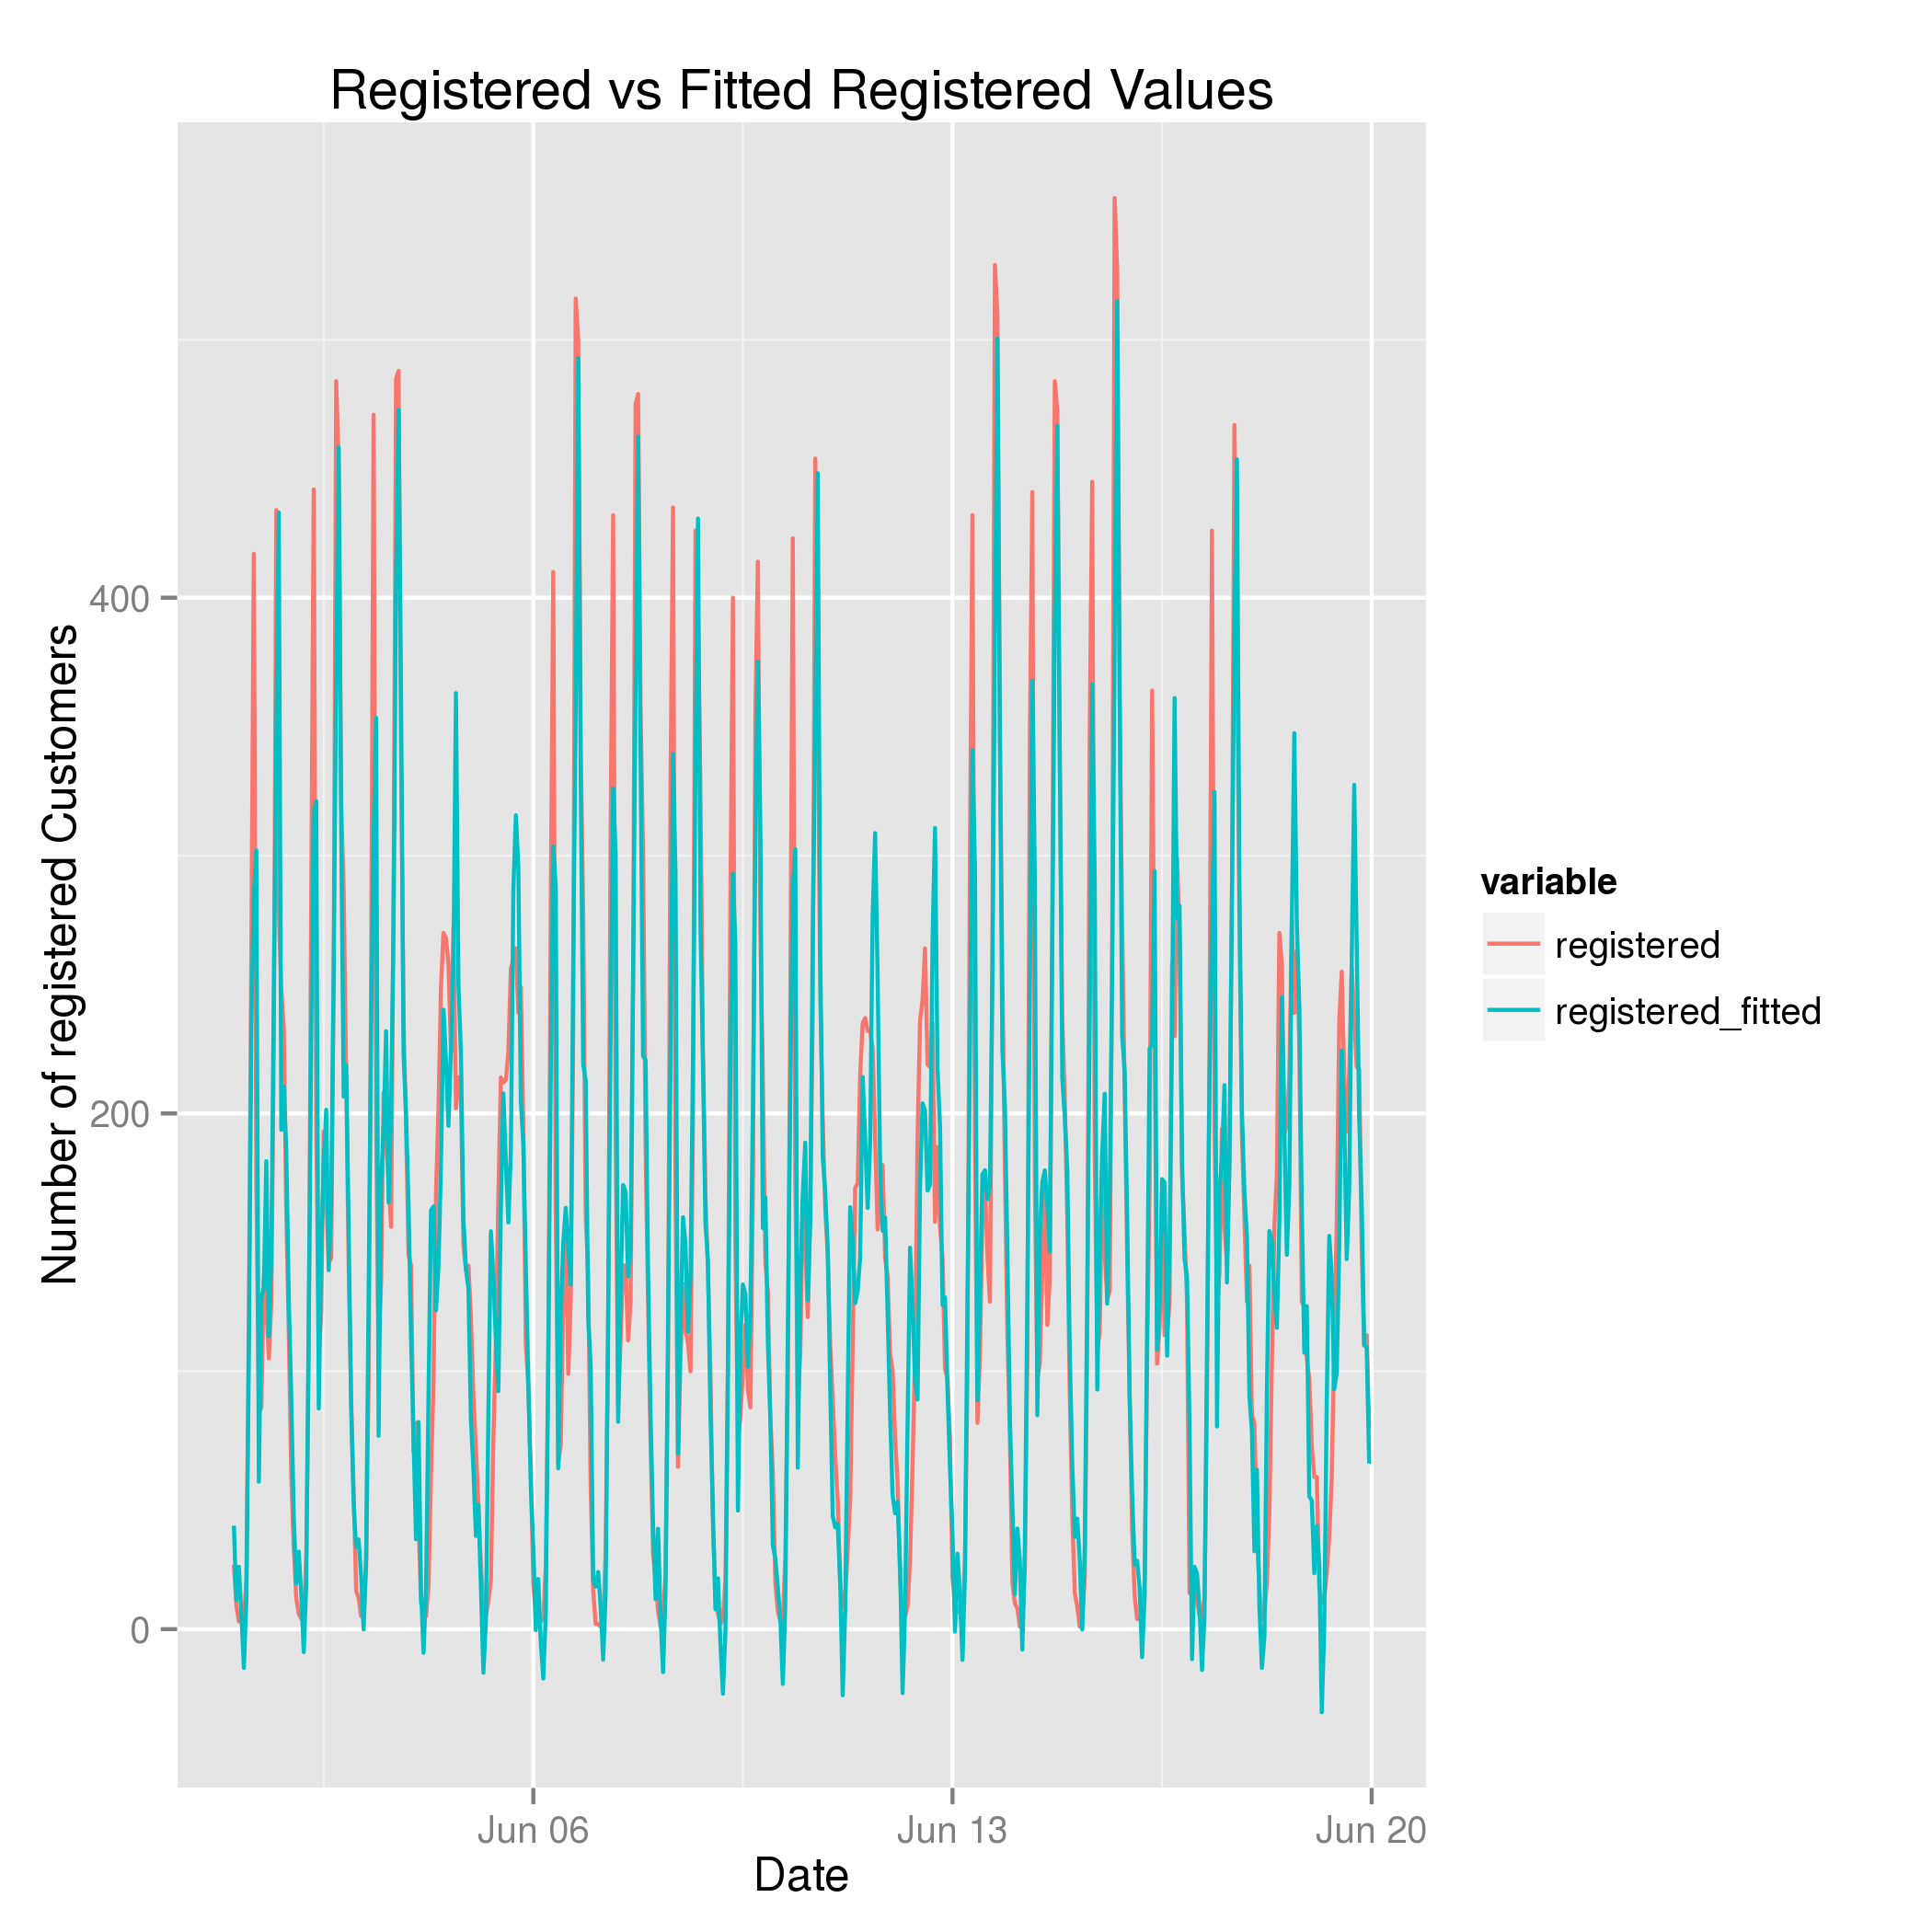 Registered vs Fitted Registered Values
Number of registered Customers
400
200
0
Jun 06
Jun 13
Jun 20
Date
variable
registered
registered_fitted